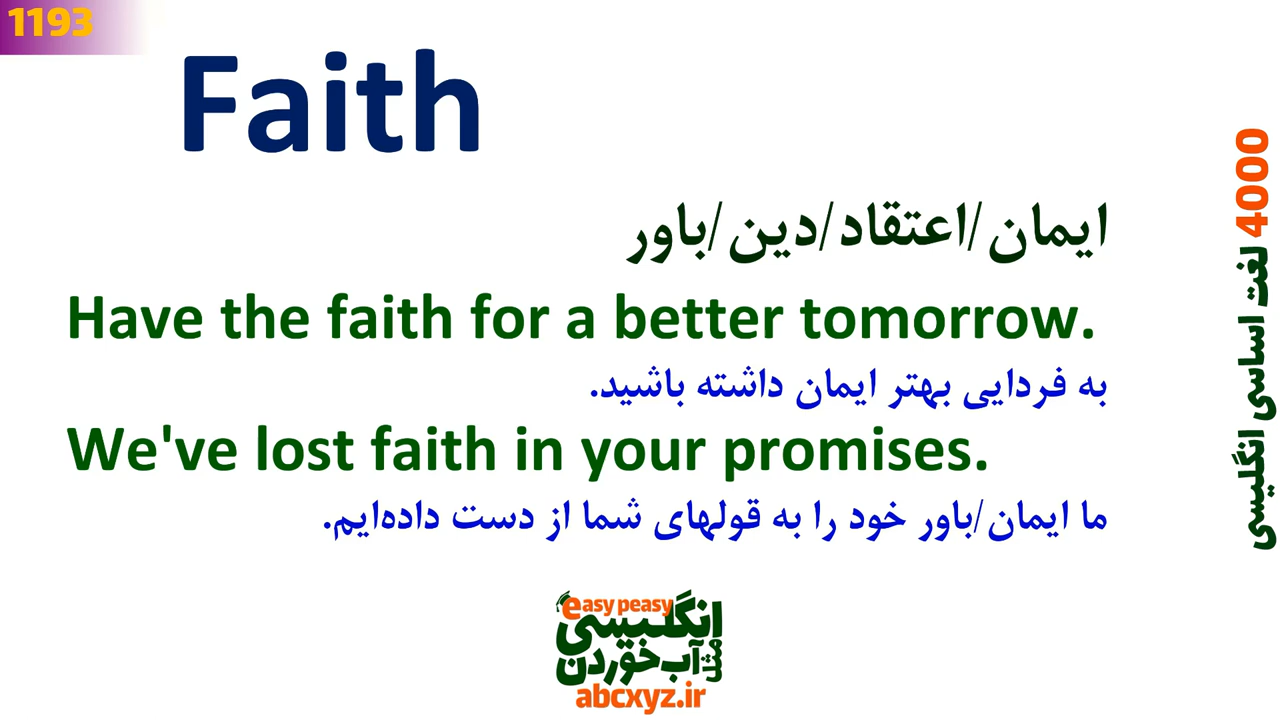 1193
Faith
ایمان/اعتقاد/دین/باور
Have the faith for a better tomorrow.
به فردایی بهتر ایمان داشته باشید.
We've lost faith in your promises.
ما ایمان/باور خود را به قولهای شما از دست داده‌ایم.
4000 لغت اساسی انگلیسی
easy peasy
انگلیسی
مثل آب خوردن
abcxyz.ir